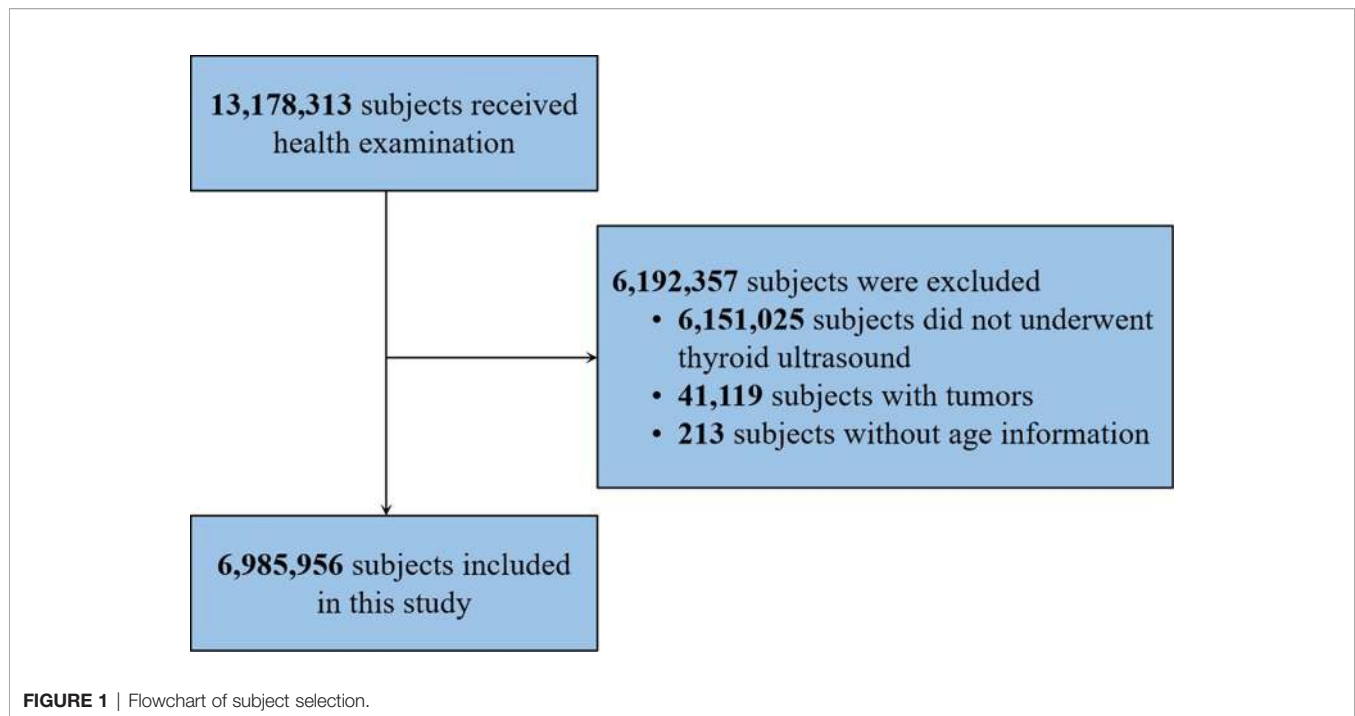 13,178,313 subjects received
health examination
6,192,357 subjects were excluded
• 6,151,025 subjects did not underwent
thyroid ultrasound
• 41,119 subjects with tumors
• 213 subjects without age information
6,985,956 subjects included
in this study
FIGURE 1 | Flowchart of subject selection.